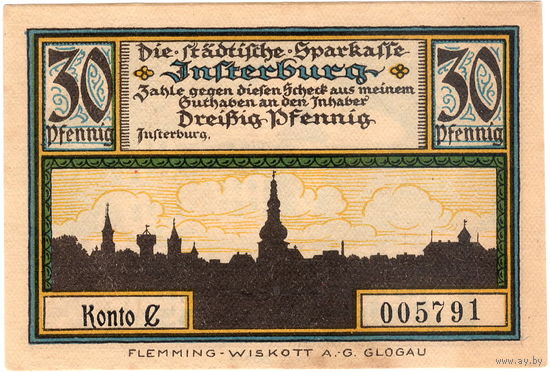 30 Pfennig
Die städtische Sparkasse
Insterburg
Zahle gegen diesen Scheck aus meinem
Guthaben an den Inhaber
Dreißig Pfennig
Insterburg.
30 Pfennig
Konto C
005791
FLEMMING-WISKOTT A.-G. GLOGAU
www.ay.by